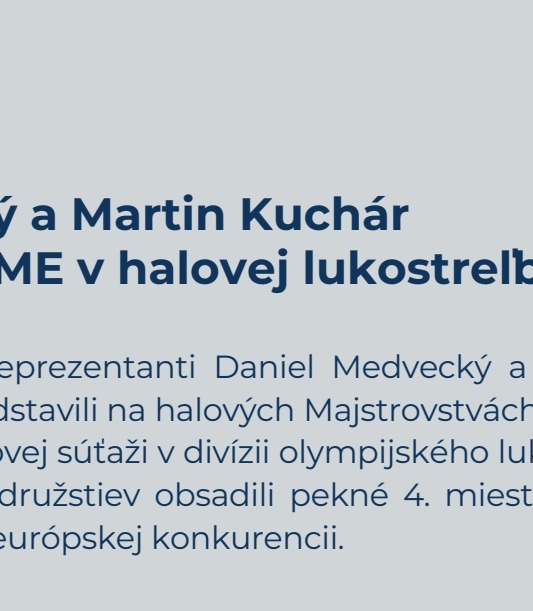 ý a Martin Kuchár
ME v halovej lukostreľb
eprezentanti Daniel Medvecký a
dstavili na halových Majstrovstvách
ovej súťaži v divízii olympijského luk
družstiev obsadili pekné 4. miest
európskej konkurencii.